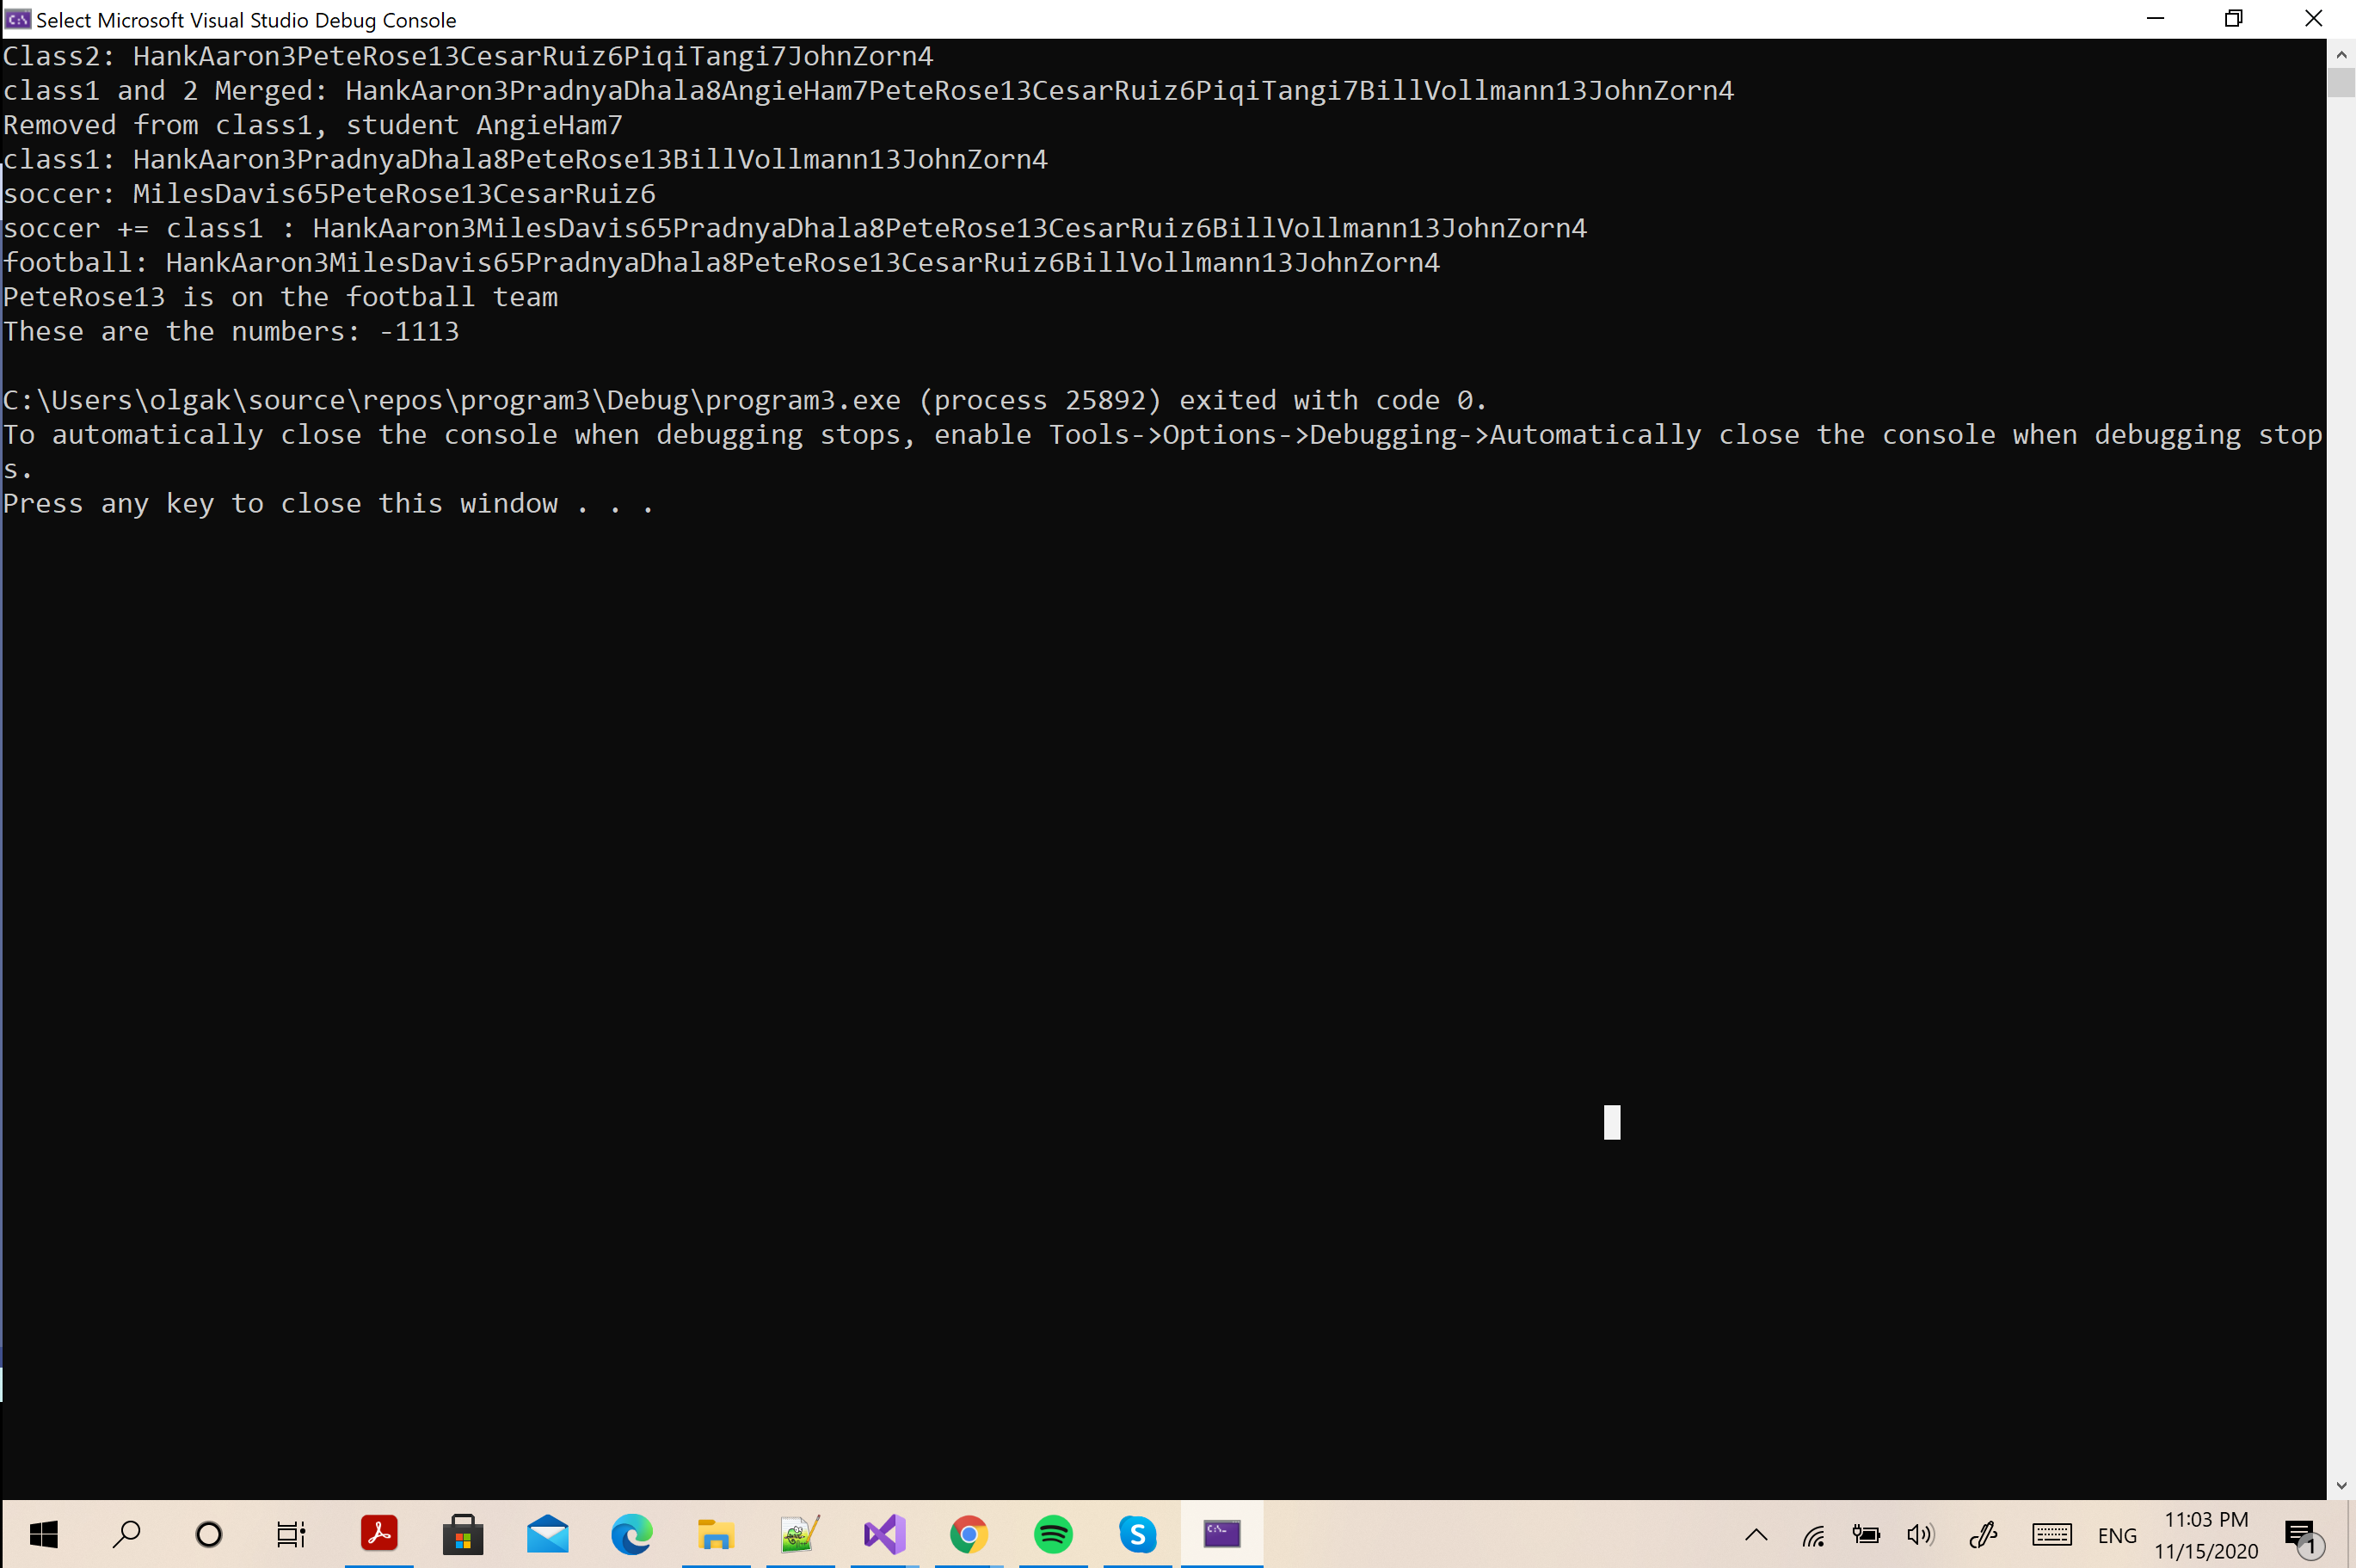 Select Microsoft Visual Studio Debug Console
Class2: HankAaron3PeteRose13CesarRuiz6PiqiTangi7JohnZorn4
class1 and 2 Merged: HankAaron3PradnyaDhala8AngieHam7PeteRose13CesarRuiz6PiqiTangi7BillVollmann13JohnZorn4
Removed from class1, student AngieHam7
class1: HankAaron3PradnyaDhala8PeteRose13BillVollmann13JohnZorn4
soccer: MilesDavis65PeteRose13CesarRuiz6
soccer += class1 : HankAaron3MilesDavis65PradnyaDhala8PeteRose13CesarRuiz6BillVollmann13JohnZorn4
football: HankAaron3MilesDavis65PradnyaDhala8PeteRose13CesarRuiz6BillVollmann13JohnZorn4
PeteRose13 is on the football team
These are the numbers: -1113
C:\Users\olgak\source\repos\program3\Debug\program3.exe (process 25892) exited with code 0.
To automatically close the console when debugging stops, enable Tools->Options->Debugging->Automatically close the console when debugging stop
s.
Press any key to close this window . . .
ENG
11:03 PM
11/15/2020
1